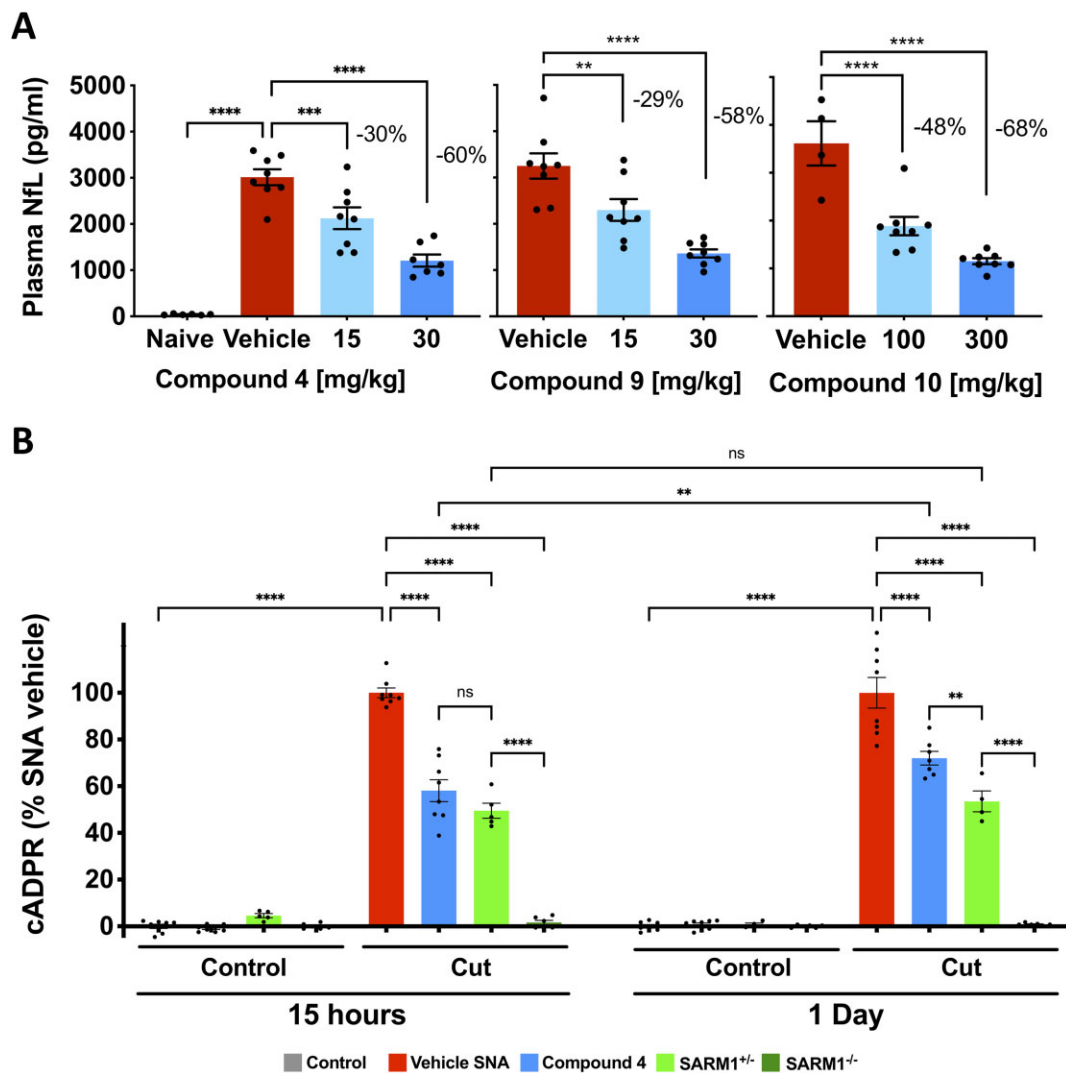 A
Plasma NfL (pg/ml)
5000
4000
3000
2000
1000
0
**** *** ****
-30%
-60%
Naive Vehicle 15 30
Compound 4 [mg/kg]
****
**
-29%
-58%
Vehicle 15 30
Compound 9 [mg/kg]
****
****
-48%
-68%
Vehicle 100 300
Compound 10 [mg/kg]
B
cADPR (% SNA vehicle)
100
80
60
40
20
0
ns
**
**** ****
**** ****
**** **** **** ****
ns **
**** ****
Control Cut Control Cut
15 hours 1 Day
Control Vehicle SNA Compound 4 SARM1+/- SARM1-/-